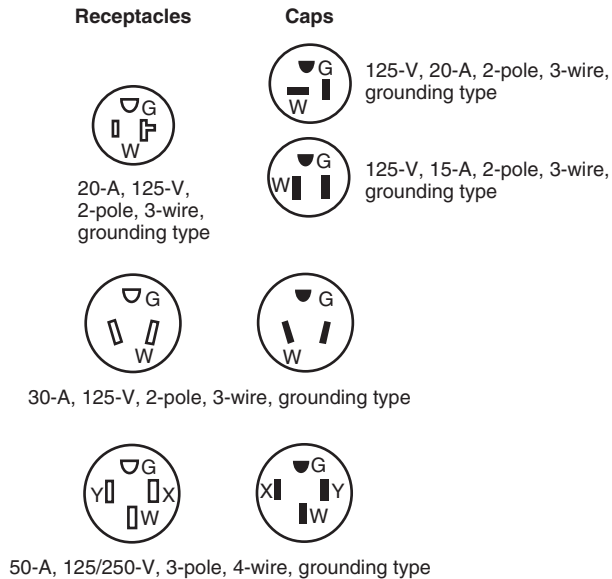 Receptacles
Caps
G
W
125-V, 20-A, 2-pole, 3-wire,
grounding type
G
W
20-A, 125-V,
2-pole, 3-wire,
grounding type
G
W
125-V, 15-A, 2-pole, 3-wire,
grounding type
G
W
G
W
30-A, 125-V, 2-pole, 3-wire, grounding type
G
Y X
W
G
X Y
W
50-A, 125/250-V, 3-pole, 4-wire, grounding type